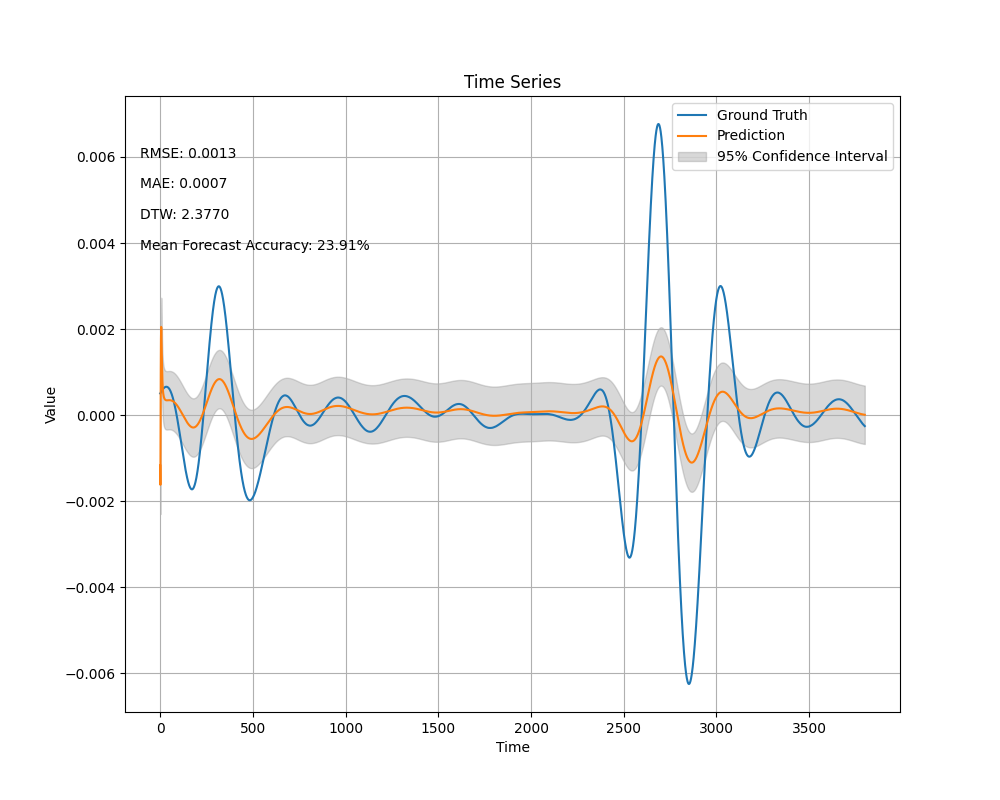 Time Series
Ground Truth
Prediction
95% Confidence Interval
RMSE: 0.0013
MAE: 0.0007
DTW: 2.3770
Mean Forecast Accuracy: 23.91%
Value
0.006
0.004
0.002
0.000
−0.002
−0.004
−0.006
0 500 1000 1500 2000 2500 3000 3500
Time